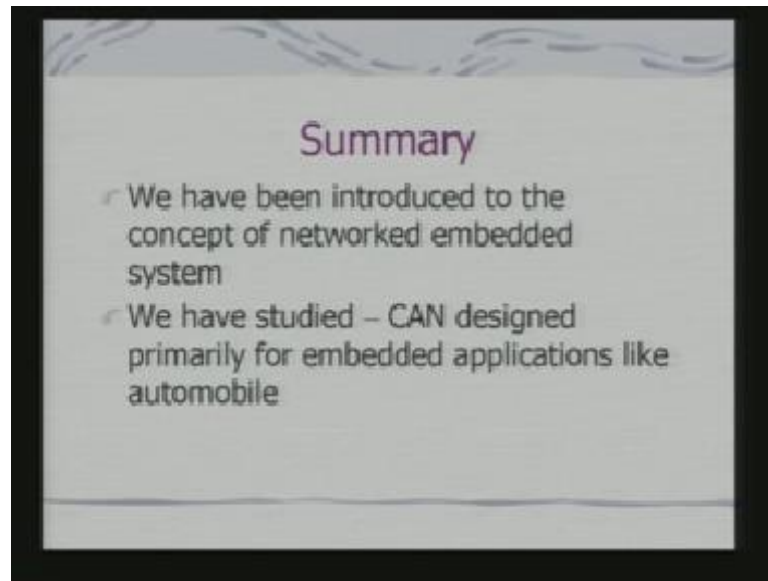 Summary
We have been introduced to the
concept of networked embedded
system
We have studied – CAN designed
primarily for embedded applications like
automobile